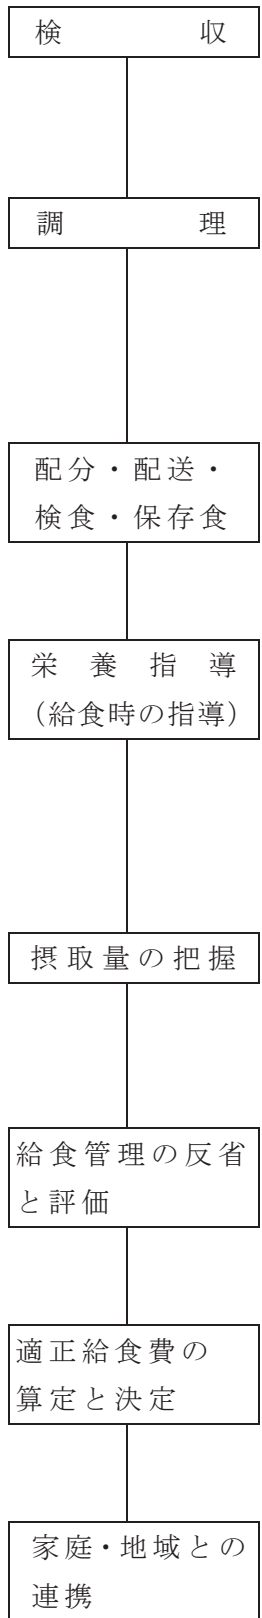 検収
調理
配分・配送・
検食・保存食
栄養指導
（給食時の指導）
摂取量の把握
給食管理の反省
と評価
適正給食費の
算定と決定
家庭・地域との
連携